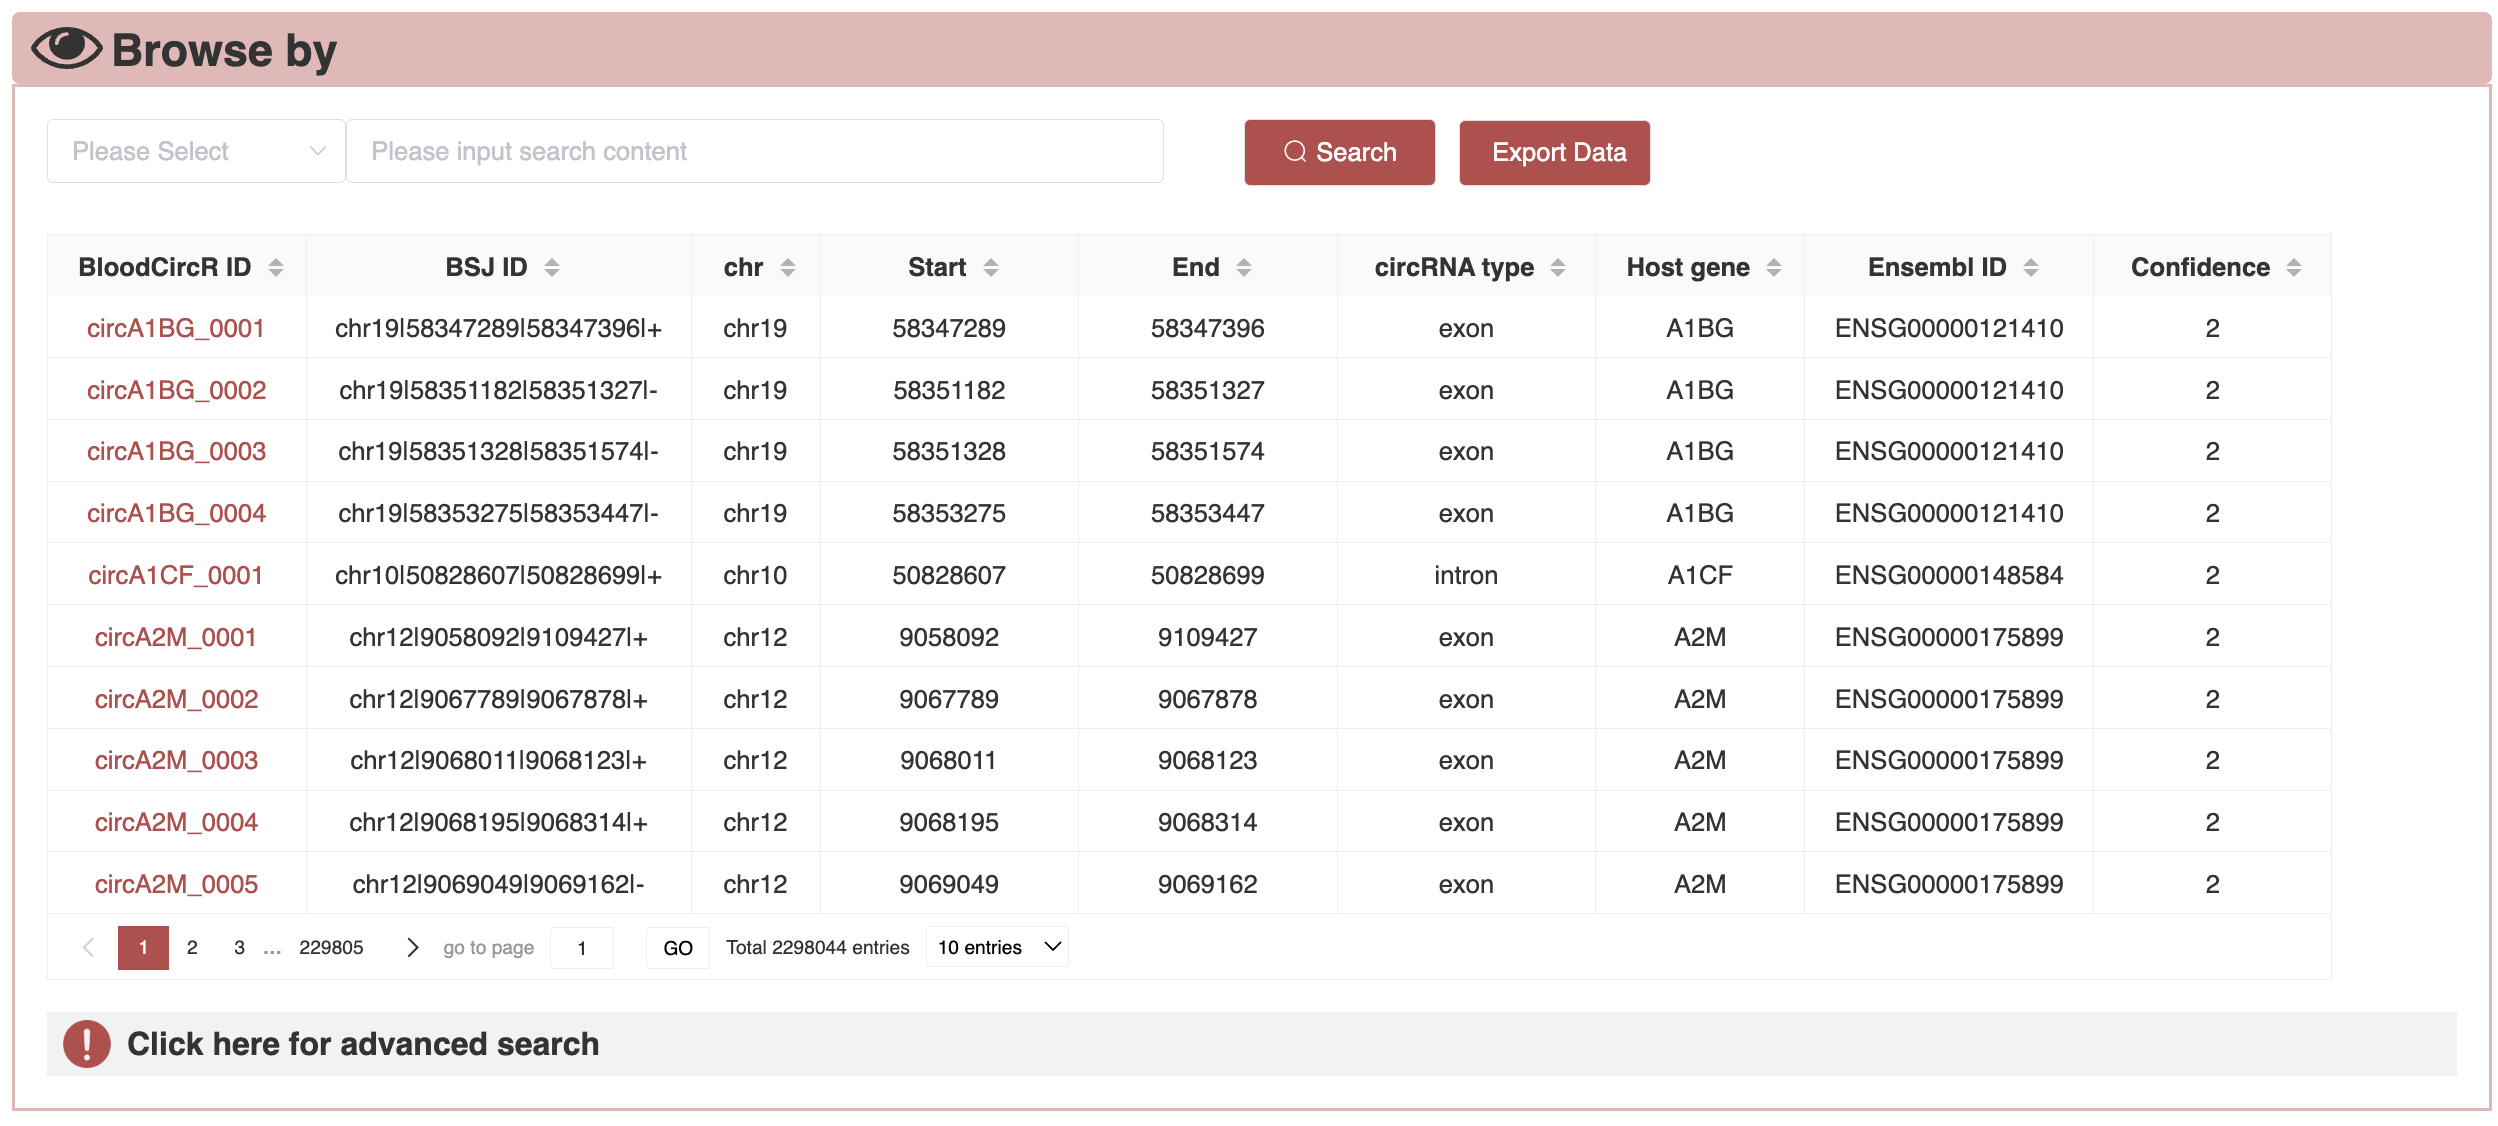 Browse by
Please Select Please input search content Search Export Data
BloodCircR ID BSJ ID chr Start End circRNA type Host gene Ensembl ID Confidence
circA1BG_0001 chr19|58347289|58347396|+ chr19 58347289 58347396 exon A1BG ENSG00000121410 2
circA1BG_0002 chr19|58351182|58351327|- chr19 58351182 58351327 exon A1BG ENSG00000121410 2
circA1BG_0003 chr19|58351328|58351574|- chr19 58351328 58351574 exon A1BG ENSG00000121410 2
circA1BG_0004 chr19|58353275|58353447|- chr19 58353275 58353447 exon A1BG ENSG00000121410 2
circA1CF_0001 chr10|50828607|50828699|+ chr10 50828607 50828699 intron A1CF ENSG00000148584 2
circA2M_0001 chr12|9058092|9109427|+ chr12 9058092 9109427 exon A2M ENSG00000175899 2
circA2M_0002 chr12|9067789|9067878|+ chr12 9067789 9067878 exon A2M ENSG00000175899 2
circA2M_0003 chr12|9068011|9068123|+ chr12 9068011 9068123 exon A2M ENSG00000175899 2
circA2M_0004 chr12|9068195|9068314|+ chr12 9068195 9068314 exon A2M ENSG00000175899 2
circA2M_0005 chr12|9069049|9069162|- chr12 9069049 9069162 exon A2M ENSG00000175899 2
1 2 3 ... 229805 go to page 1 GO Total 2298044 entries 10 entries
Click here for advanced search